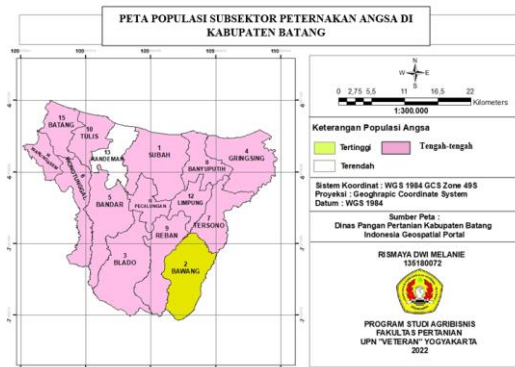 PETA POPULASI SUBSEKTOR PETERNAKAN ANGSA DI
KABUPATEN BATANG
N
W E
S
0 2,75 5,5 11 16,5 22
Kilometers
1:300.000
Keterangan Populasi Angsa
Tertinggi
Tengah-tengah
Terendah
Sistem Koordinat : WGS 1984 GCS Zone 49S
Proyeksi : Geograpic Coordinate System
Datum : WGS 1984
Sumber Peta :
Dinas Pangan Pertanian Kabupaten Batang
Indonesia Geospatial Portal
RISMAYA DWI MELANIE
135180072
PROGRAM STUDI AGRIBISNIS
FAKULTAS PERTANIAN
UPN "VETERAN" YOGYAKARTA
2022
15
BATANG
10
TULIS
13
KANDEMAN
1
SUBAH
4
GRINGSING
8
BANYUPUTIH
5
BANDAR
PECALUNGAN
12
LIMPUNG
7
TERSONO
9
REBAN
3
BLADO
2
BAWANG